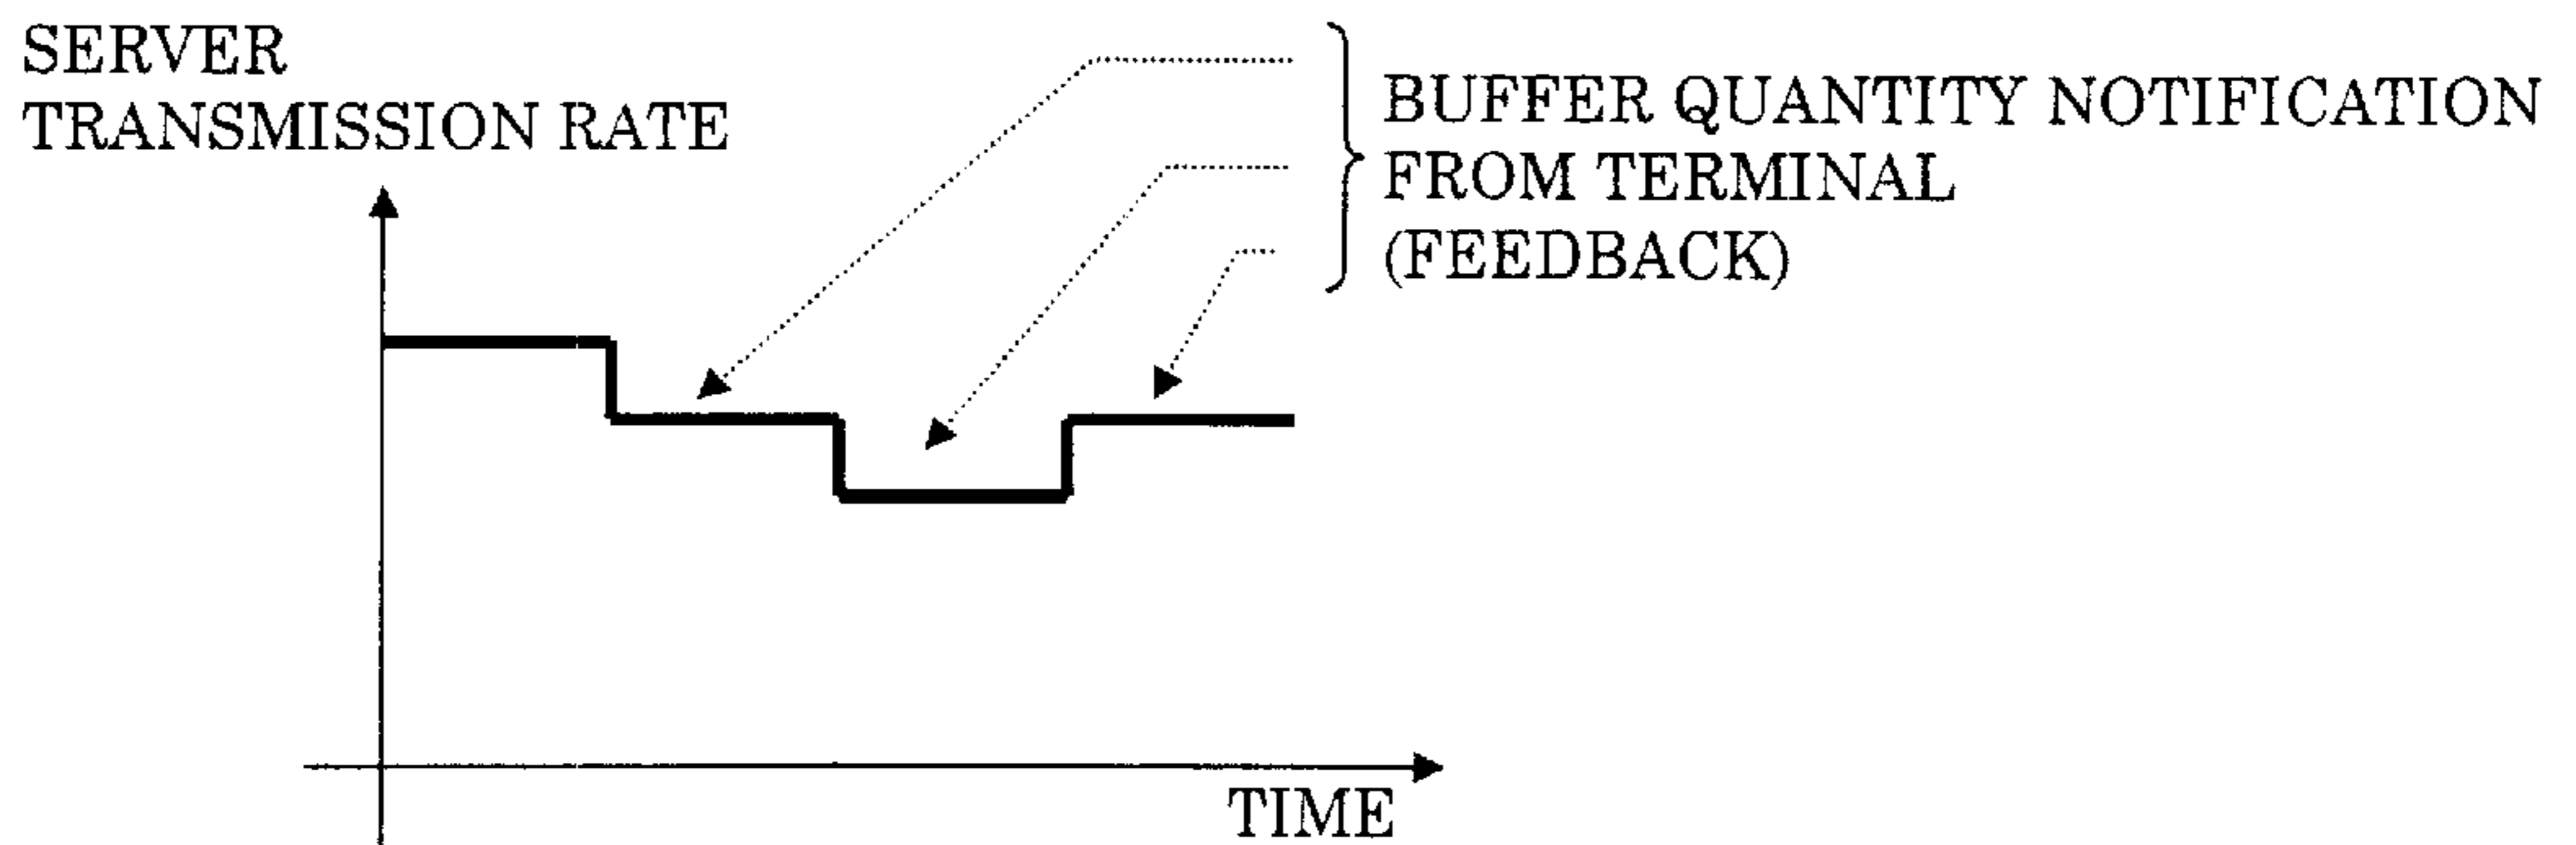 SERVER
TRANSMISSION RATE
BUFFER QUANTITY NOTIFICATION
FROM TERMINAL
(FEEDBACK)
TIME